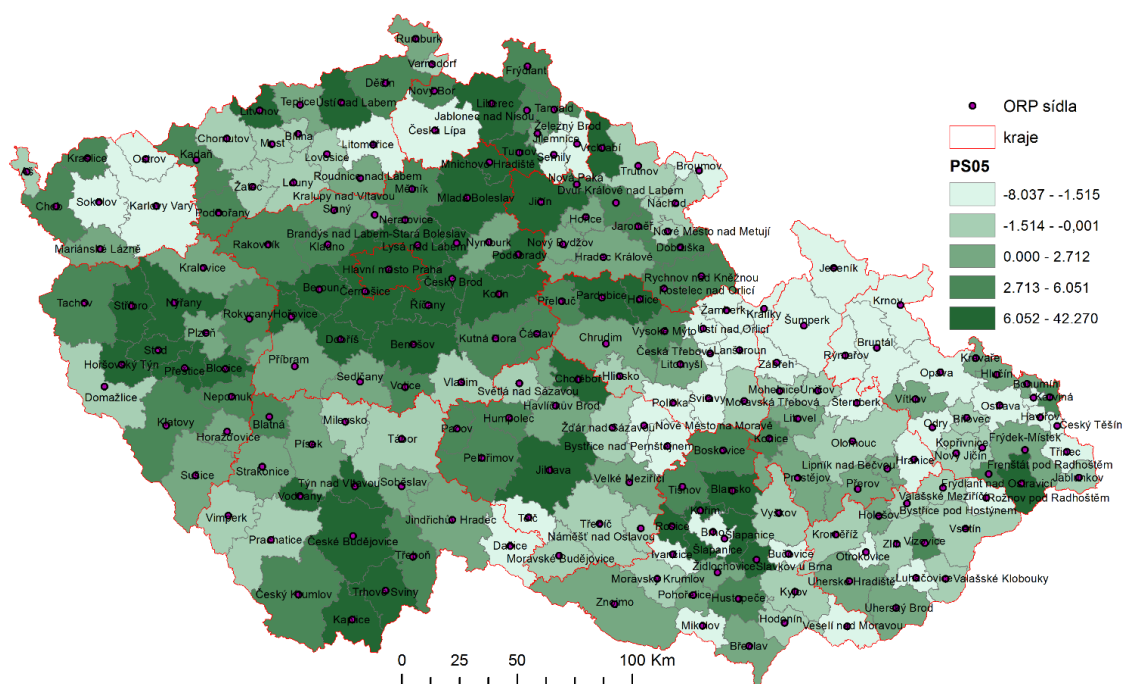 Rumburk
Varnsdorf
Děčín
Frýdlant
Nový Bor
Teplice
Ústí nad Labem
Liberec
Litvínov
Jablonec nad Nisou
Tanvald
Česká Lípa
Chomutov
Bílina
Most
Železný Brod
Jilemnice
Vrchlabí
Litoměřice
Turnov
Semily
Lovosice
Kraslice
Ostrov
Kadaň
Mnichovo Hradiště
Trutnov
Broumov
Aš
Roudnice nad Labem
Nová Paka
Žatec
Louny
Dvůr Králové nad Labem
Mělník
Kralupy nad Vltavou
Mladá Boleslav
Jičín
Náchod
Cheb
Sokolov
Karlovy Vary
Podbořany
Slaný
Hořice
Neratovice
Jaroměř
Nové Město nad Metují
Brandýs nad Labem-Stará Boleslav
Mariánské Lázně
Rakovník
Kladno
Lysá nad Labem
Nymburk
Nový Bydžov
Dobruška
Poděbrady
Hradec Králové
Kralovice
Hlavní město Praha
Jeseník
Český Brod
Rychnov nad Kněžnou
Kostelec nad Orlicí
Beroun
Černošice
Kolín
Tachov
Stříbro
Nýřany
Říčany
Přelouč
Pardubice
Holice
Žamberk
Králíky
Krnov
Rokycany
Hořovice
Ústí nad Orlicí
Šumperk
Plzeň
Vysoké Mýto
Kutná Hora
Čáslav
Dobříš
Benešov
Chrudim
Česká Třebová
Lanškroun
Bruntál
Stod
Rýmařov
Horšovský Týn
Přeštice
Blovice
Příbram
Litomyšl
Zábřeh
Kravaře
Opava
Sedlčany
Votice
Vlašim
Chotěboř
Hlinsko
Hlučín
Domažlice
Světlá nad Sázavou
Bohumín
Nepomuk
Havlíčkův Brod
Polička
Svitavy
Moravská Třebová
Mohelnice
Uničov
Šternberk
Vítkov
Karviná
Ostrava
Blatná
Milevsko
Humpolec
Litovel
Havířov
Klatovy
Horažďovice
Tábor
Pacov
Žďár nad Sázavou
Nové Město na Moravě
Odry
Bílovec
Český Těšín
Písek
Bystřice nad Pernštejnem
Konice
Olomouc
Kopřivnice
Frýdek-Místek
Boskovice
Nový Jičín
Třinec
Strakonice
Pelhřimov
Jihlava
Hranice
Frenštát pod Radhoštěm
Sušice
Lipník nad Bečvou
Velké Meziříčí
Prostějov
Týn nad Vltavou
Soběslav
Tišnov
Blansko
Přerov
Frýdlant nad Ostravicí
Jablunkov
Vodňany
Valašské Meziříčí
Rožnov pod Radhoštěm
Bystřice pod Hostýnem
Vimperk
Jindřichův Hradec
Telč
Třebíč
Kuřim
Vyškov
Holešov
Rosice
Brno
Vsetín
Prachatice
České Budějovice
Náměšť nad Oslavou
Šlapanice
Kroměříž
Zlín
Vizovice
Třeboň
Dačice
Moravské Budějovice
Ivančice
Šlapanice
Bučovice
Otrokovice
Židlochovice
Slavkov u Brna
Moravský Krumlov
Uherské Hradiště
Luhačovice
Valašské Klobouky
Český Krumlov
Trhové Sviny
Znojmo
Pohořelice
Hustopeče
Kyjov
Uherský Brod
Kaplice
Mikulov
Hodonín
Veselí nad Moravou
Břeclav
ORP sídla
kraje
PS05
-8.037 - -1.515
-1.514 - -0,001
0.000 - 2.712
2.713 - 6.051
6.052 - 42.270
0 25 50 100 Km